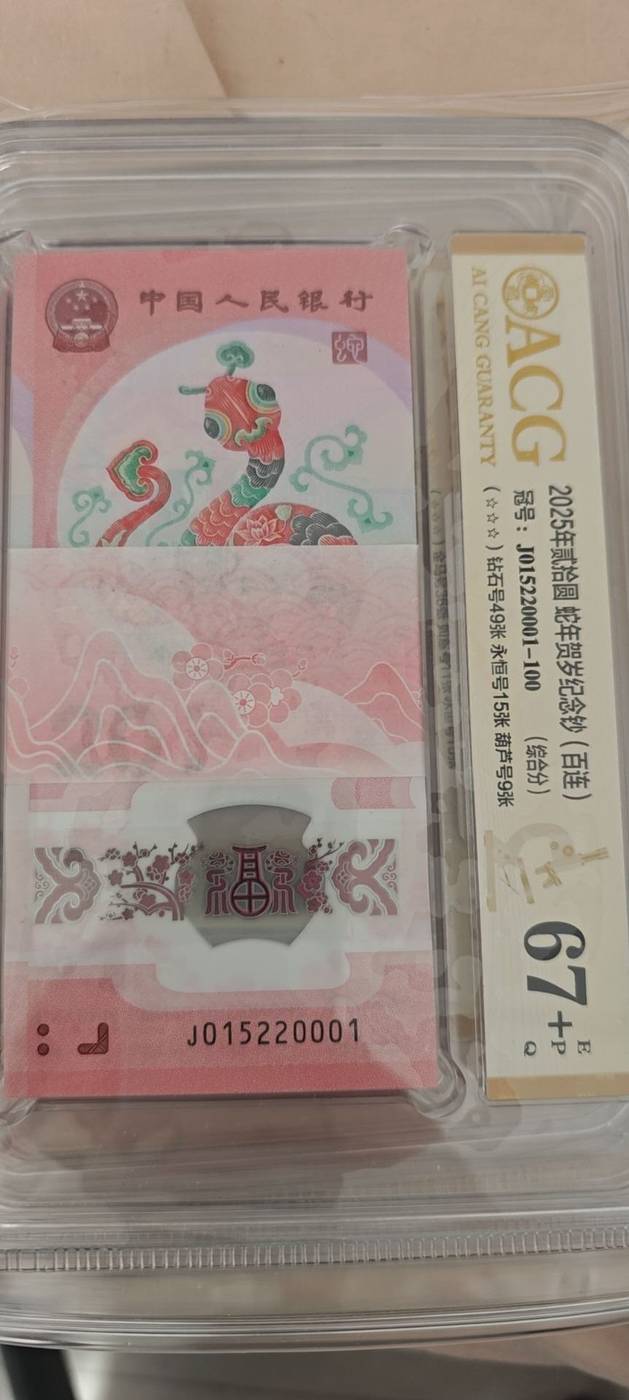 中国人民银行
J015220001
ACG
AI CANG GUARANTY
2025年贰拾圆 蛇年贺岁纪念钞（百连）
冠号：J015220001-100 （综合分）
（☆☆☆）钻石号49张 永恒号15张 葫芦号9张
67+
E
P
Q